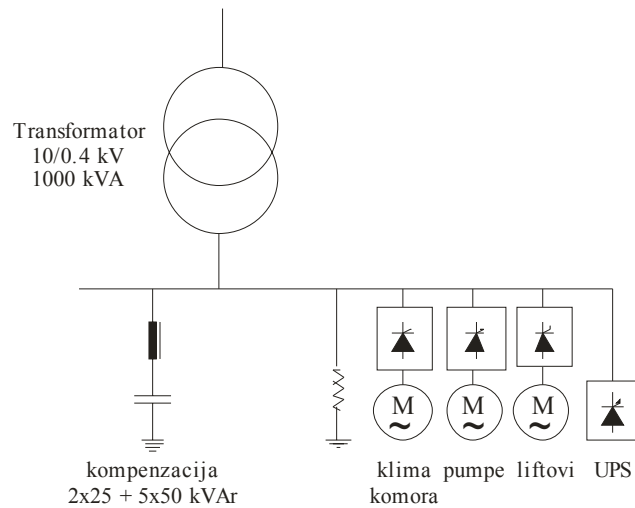 Transformator
10/0.4 kV
1000 kVA
M
~
M
~
M
~
kompenzacija
2x25 + 5x50 kVAr
klima
komora
pumpe
liftovi
UPS